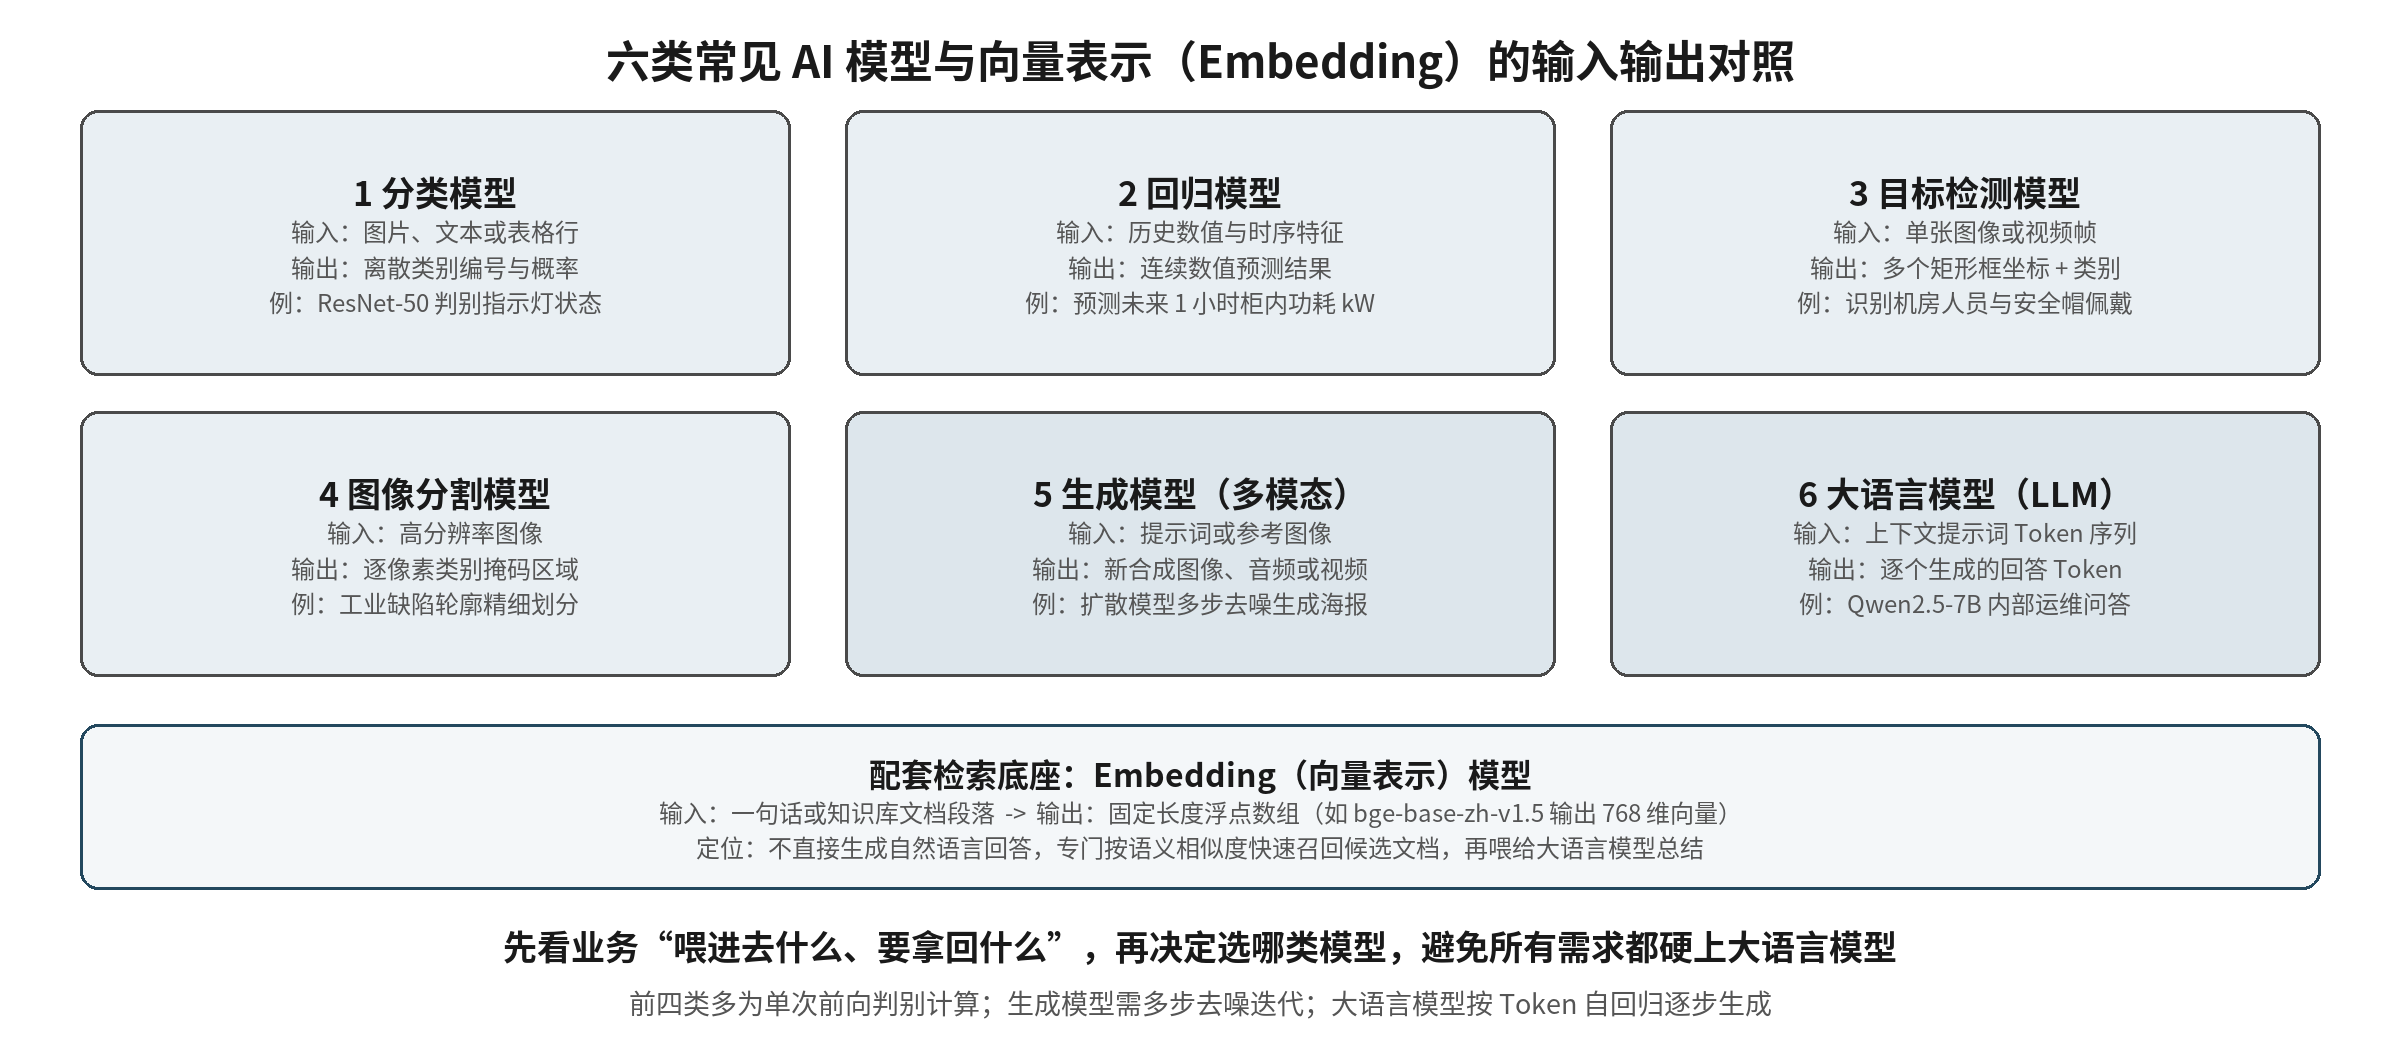 六类常见 AI 模型与向量表示（Embedding）的输入输出对照
1 分类模型
输入：图片、文本或表格行
输出：离散类别编号与概率
例：ResNet-50 判别指示灯状态
2 回归模型
输入：历史数值与时序特征
输出：连续数值预测结果
例：预测未来 1 小时柜内功耗 kW
3 目标检测模型
输入：单张图像或视频帧
输出：多个矩形框坐标 + 类别
例：识别机房人员与安全帽佩戴
4 图像分割模型
输入：高分辨率图像
输出：逐像素类别掩码区域
例：工业缺陷轮廓精细划分
5 生成模型（多模态）
输入：提示词或参考图像
输出：新合成图像、音频或视频
例：扩散模型多步去噪生成海报
6 大语言模型（LLM）
输入：上下文提示词 Token 序列
输出：逐个生成的回答 Token
例：Qwen2.5-7B 内部运维问答
配套检索底座：Embedding（向量表示）模型
输入：一句话或知识库文档段落 -> 输出：固定长度浮点数组（如 bge-base-zh-v1.5 输出 768 维向量）
定位：不直接生成自然语言回答，专门按语义相似度快速召回候选文档，再喂给大语言模型总结
先看业务“喂进去什么、要拿回什么”，再决定选哪类模型，避免所有需求都硬上大语言模型
前四类多为单次前向判别计算；生成模型需多步去噪迭代；大语言模型按 Token 自回归逐步生成